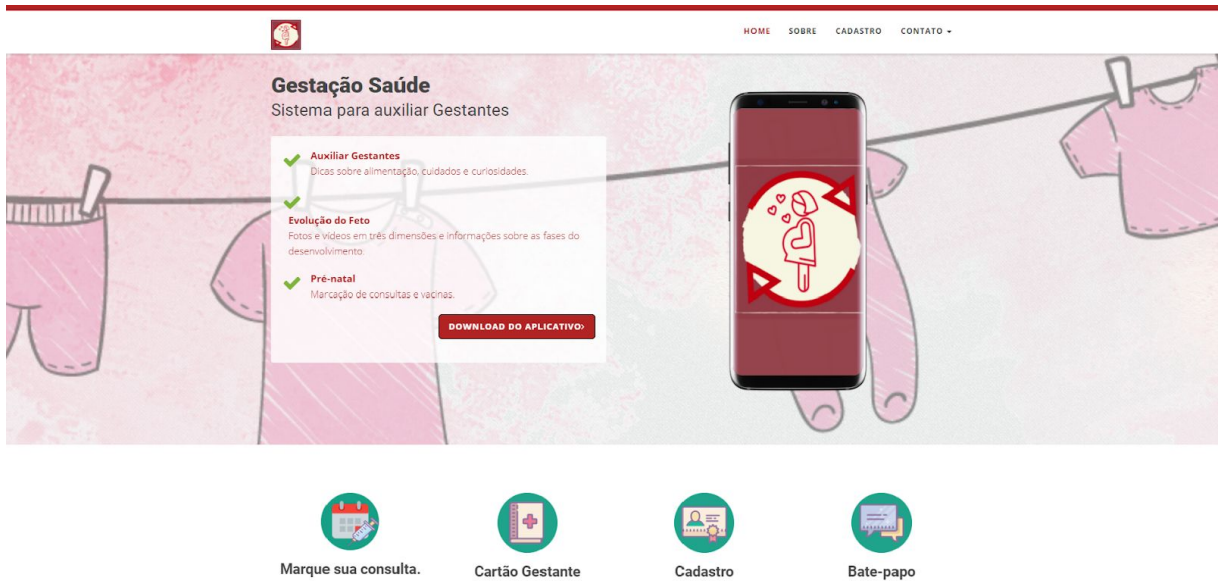 HOME SOBRE CADASTRO CONTATO
Gestação Saúde
Sistema para auxiliar Gestantes
Auxiliar Gestantes
Dicas sobre alimentação, cuidados e curiosidades.
Evolução do Feto
Fotos e vídeos em três dimensões e informações sobre as fases do
desenvolvimento.
Pré-natal
Marcação de consultas e vacinas.
DOWNLOAD DO APLICATIVO›
Marque sua consulta. Cartão Gestante Cadastro Bate-papo